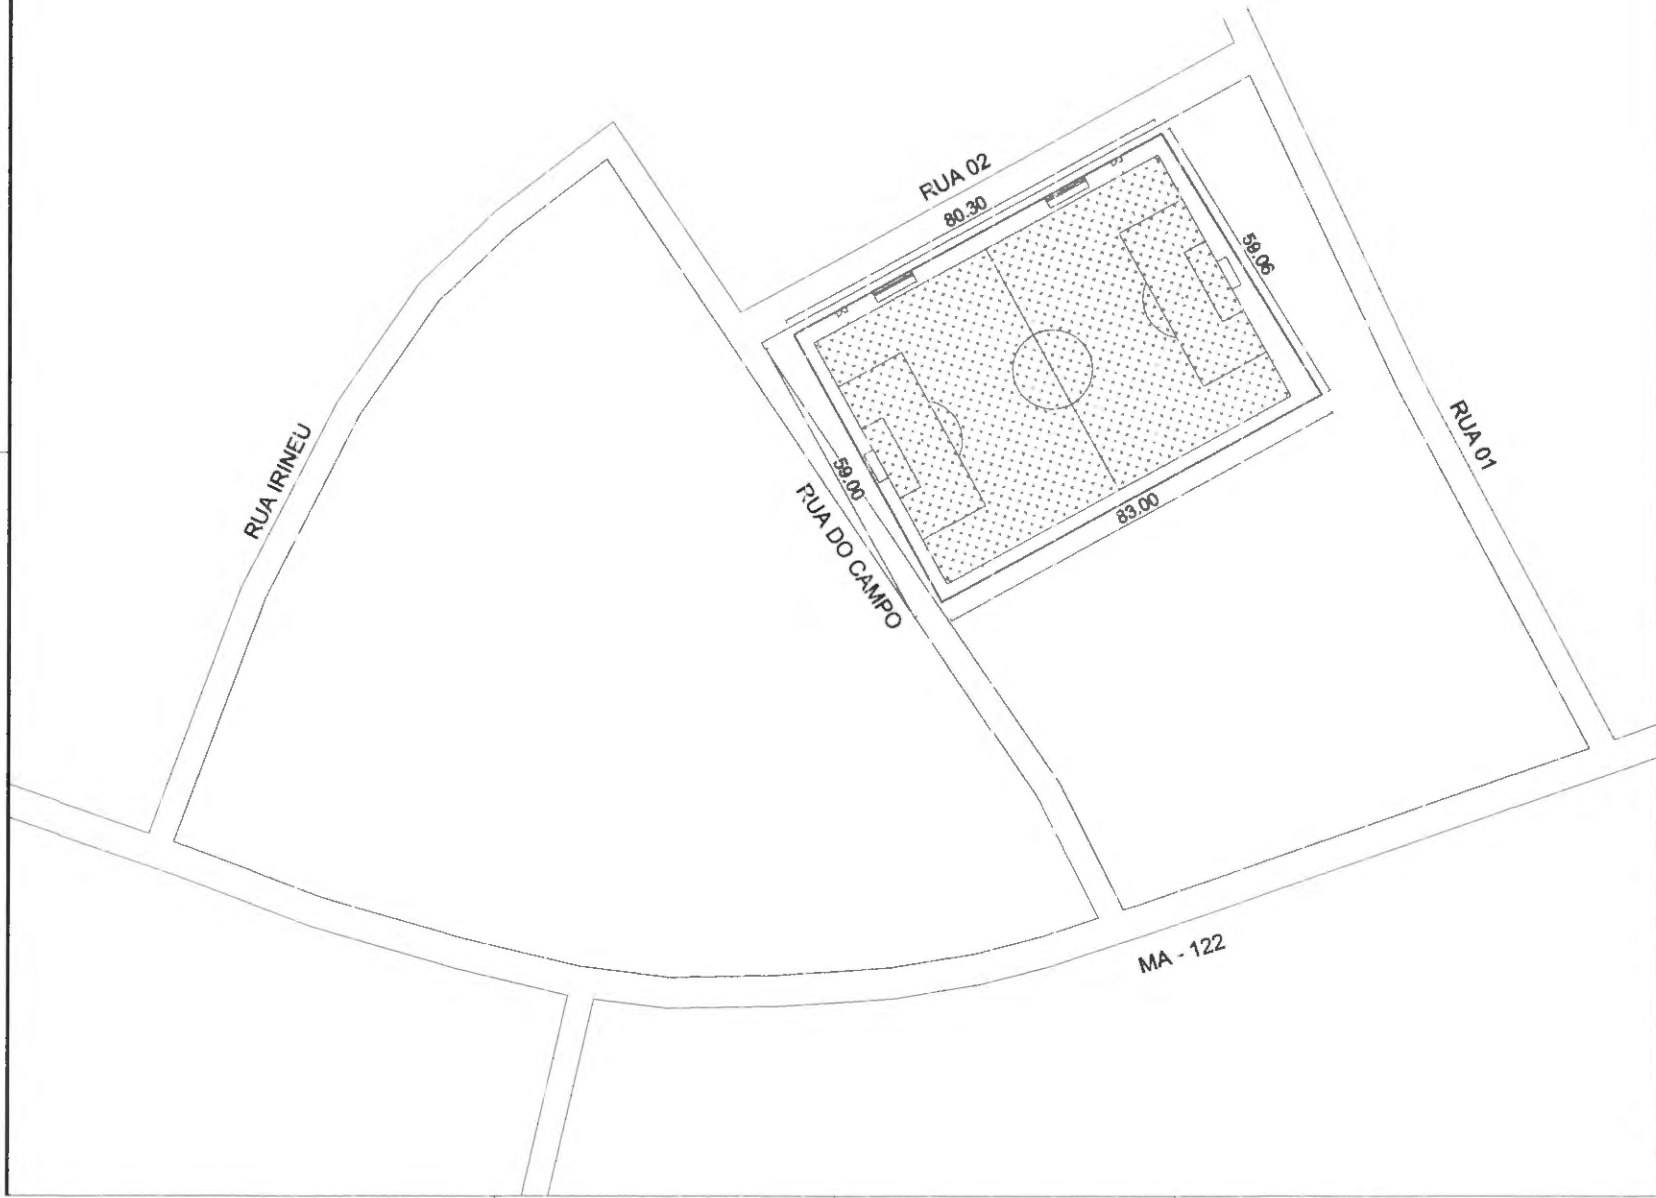 RUA 02
80.30
59.06
RUA IRINEU
RUA 01
59.00
RUA DO CAMPO
83.00
MA - 122